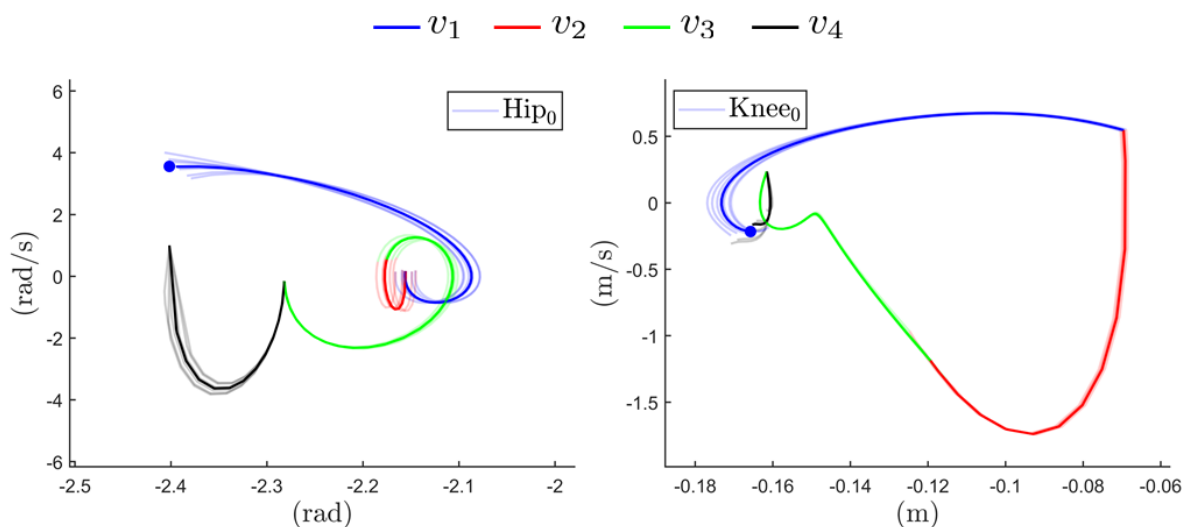 v₁ v₂ v₃ v₄
Hip₀
6
4
2
0
-2
-4
-6
(rad/s)
-2.5 -2.4 -2.3 -2.2 -2.1 -2
(rad)
Knee₀
0.5
0
-0.5
-1
-1.5
(m/s)
-0.18 -0.16 -0.14 -0.12 -0.1 -0.08 -0.06
(m)